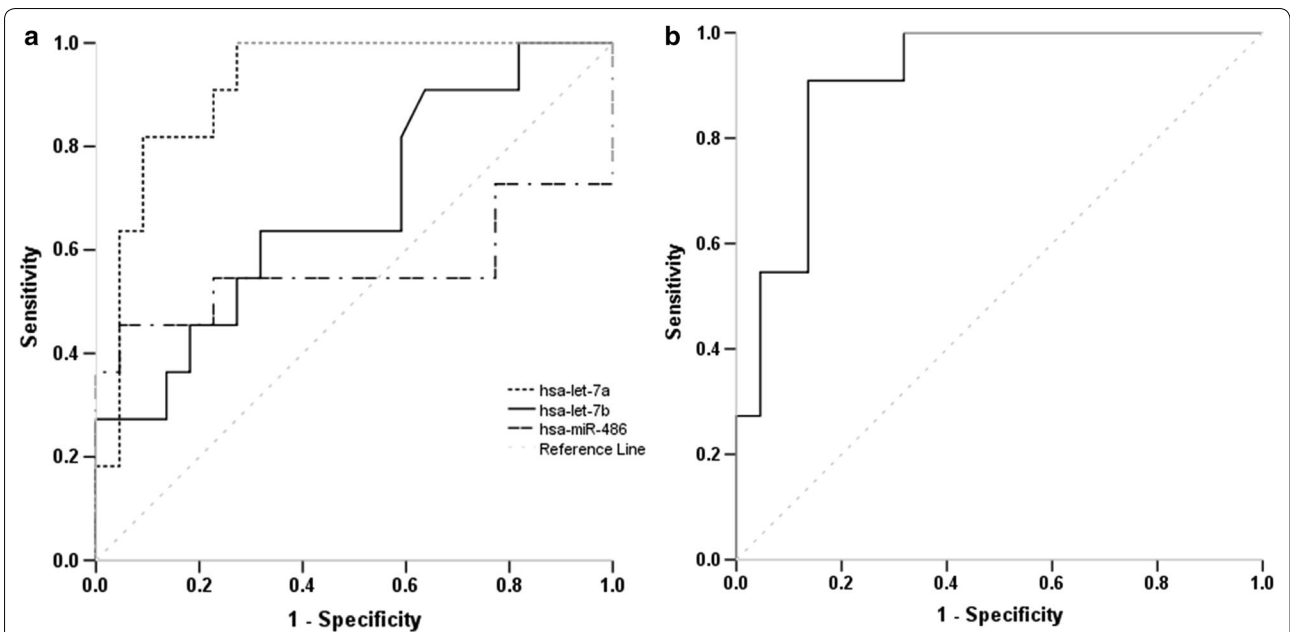 a
1.0
0.8
0.6
0.4
0.2
0.0
Sensitivity
0.0 0.2 0.4 0.6 0.8 1.0
1 - Specificity
hsa-let-7a
hsa-let-7b
hsa-miR-486
Reference Line
b
1.0
0.8
0.6
0.4
0.2
0.0
Sensitivity
0.0 0.2 0.4 0.6 0.8 1.0
1 - Specificity